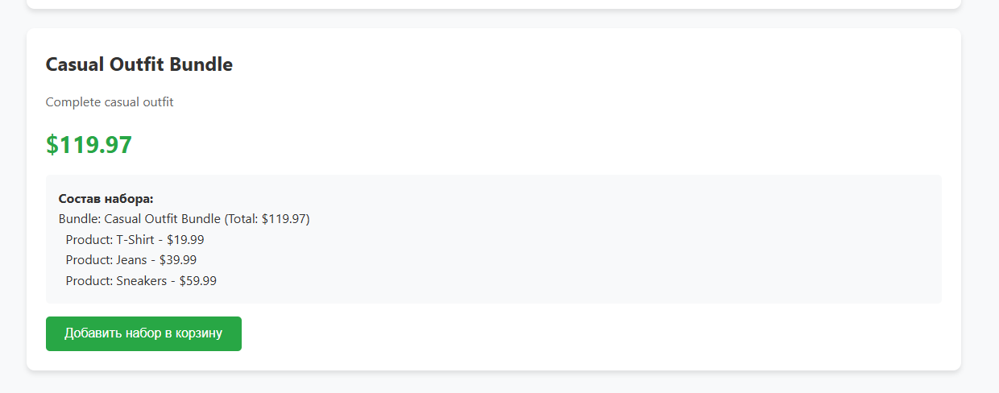 Casual Outfit Bundle
Complete casual outfit
$119.97
Состав набора:
Bundle: Casual Outfit Bundle (Total: $119.97)
Product: T-Shirt - $19.99
Product: Jeans - $39.99
Product: Sneakers - $59.99
Добавить набор в корзину